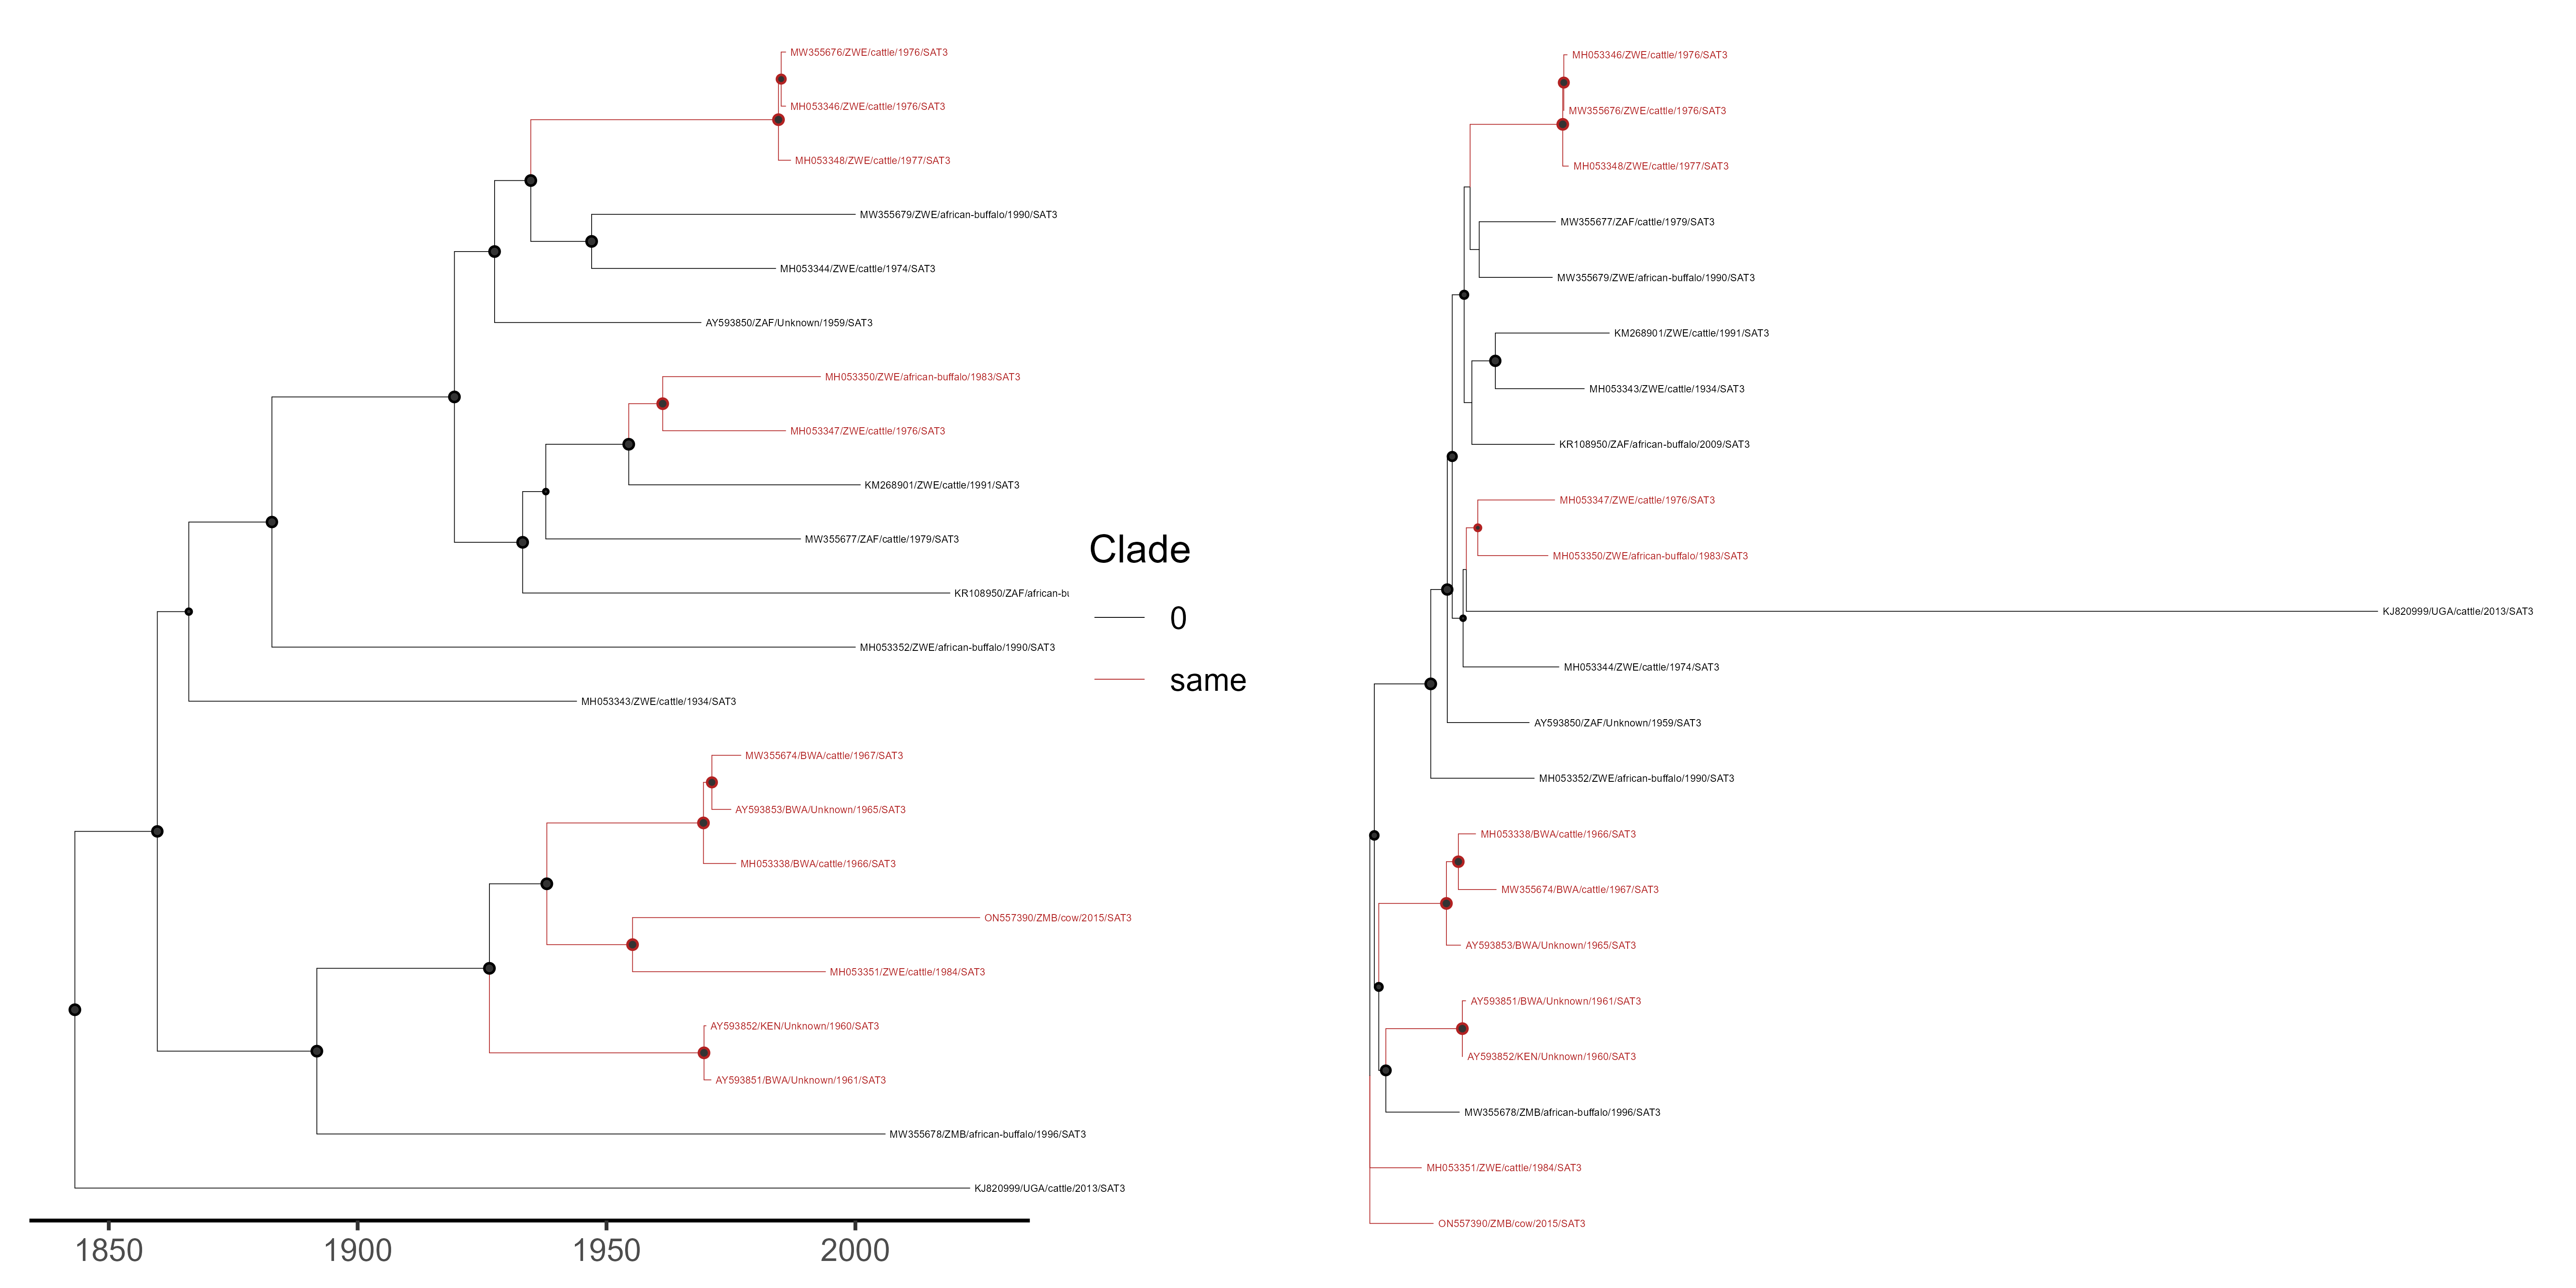 MW355676/ZWE/cattle/1976/SAT3
MH053346/ZWE/cattle/1976/SAT3
MH053348/ZWE/cattle/1977/SAT3
MW355679/ZWE/african-buffalo/1990/SAT3
MH053344/ZWE/cattle/1974/SAT3
AY593850/ZAF/Unknown/1959/SAT3
MH053350/ZWE/african-buffalo/1983/SAT3
MH053347/ZWE/cattle/1976/SAT3
KM268901/ZWE/cattle/1991/SAT3
MW355677/ZAF/cattle/1979/SAT3
KR108950/ZAF/african-bu
MH053352/ZWE/african-buffalo/1990/SAT3
MH053343/ZWE/cattle/1934/SAT3
MW355674/BWA/cattle/1967/SAT3
AY593853/BWA/Unknown/1965/SAT3
MH053338/BWA/cattle/1966/SAT3
ON557390/ZMB/cow/2015/SAT3
MH053351/ZWE/cattle/1984/SAT3
AY593852/KEN/Unknown/1960/SAT3
AY593851/BWA/Unknown/1961/SAT3
MW355678/ZMB/african-buffalo/1996/SAT3
KJ820999/UGA/cattle/2013/SAT3
1850 1900 1950 2000
Clade
0
same
MH053346/ZWE/cattle/1976/SAT3
MW355676/ZWE/cattle/1976/SAT3
MH053348/ZWE/cattle/1977/SAT3
MW355677/ZAF/cattle/1979/SAT3
MW355679/ZWE/african-buffalo/1990/SAT3
KM268901/ZWE/cattle/1991/SAT3
MH053343/ZWE/cattle/1934/SAT3
KR108950/ZAF/african-buffalo/2009/SAT3
MH053347/ZWE/cattle/1976/SAT3
MH053350/ZWE/african-buffalo/1983/SAT3
KJ820999/UGA/cattle/2013/SAT3
MH053344/ZWE/cattle/1974/SAT3
AY593850/ZAF/Unknown/1959/SAT3
MH053352/ZWE/african-buffalo/1990/SAT3
MH053338/BWA/cattle/1966/SAT3
MW355674/BWA/cattle/1967/SAT3
AY593853/BWA/Unknown/1965/SAT3
AY593851/BWA/Unknown/1961/SAT3
AY593852/KEN/Unknown/1960/SAT3
MW355678/ZMB/african-buffalo/1996/SAT3
MH053351/ZWE/cattle/1984/SAT3
ON557390/ZMB/cow/2015/SAT3